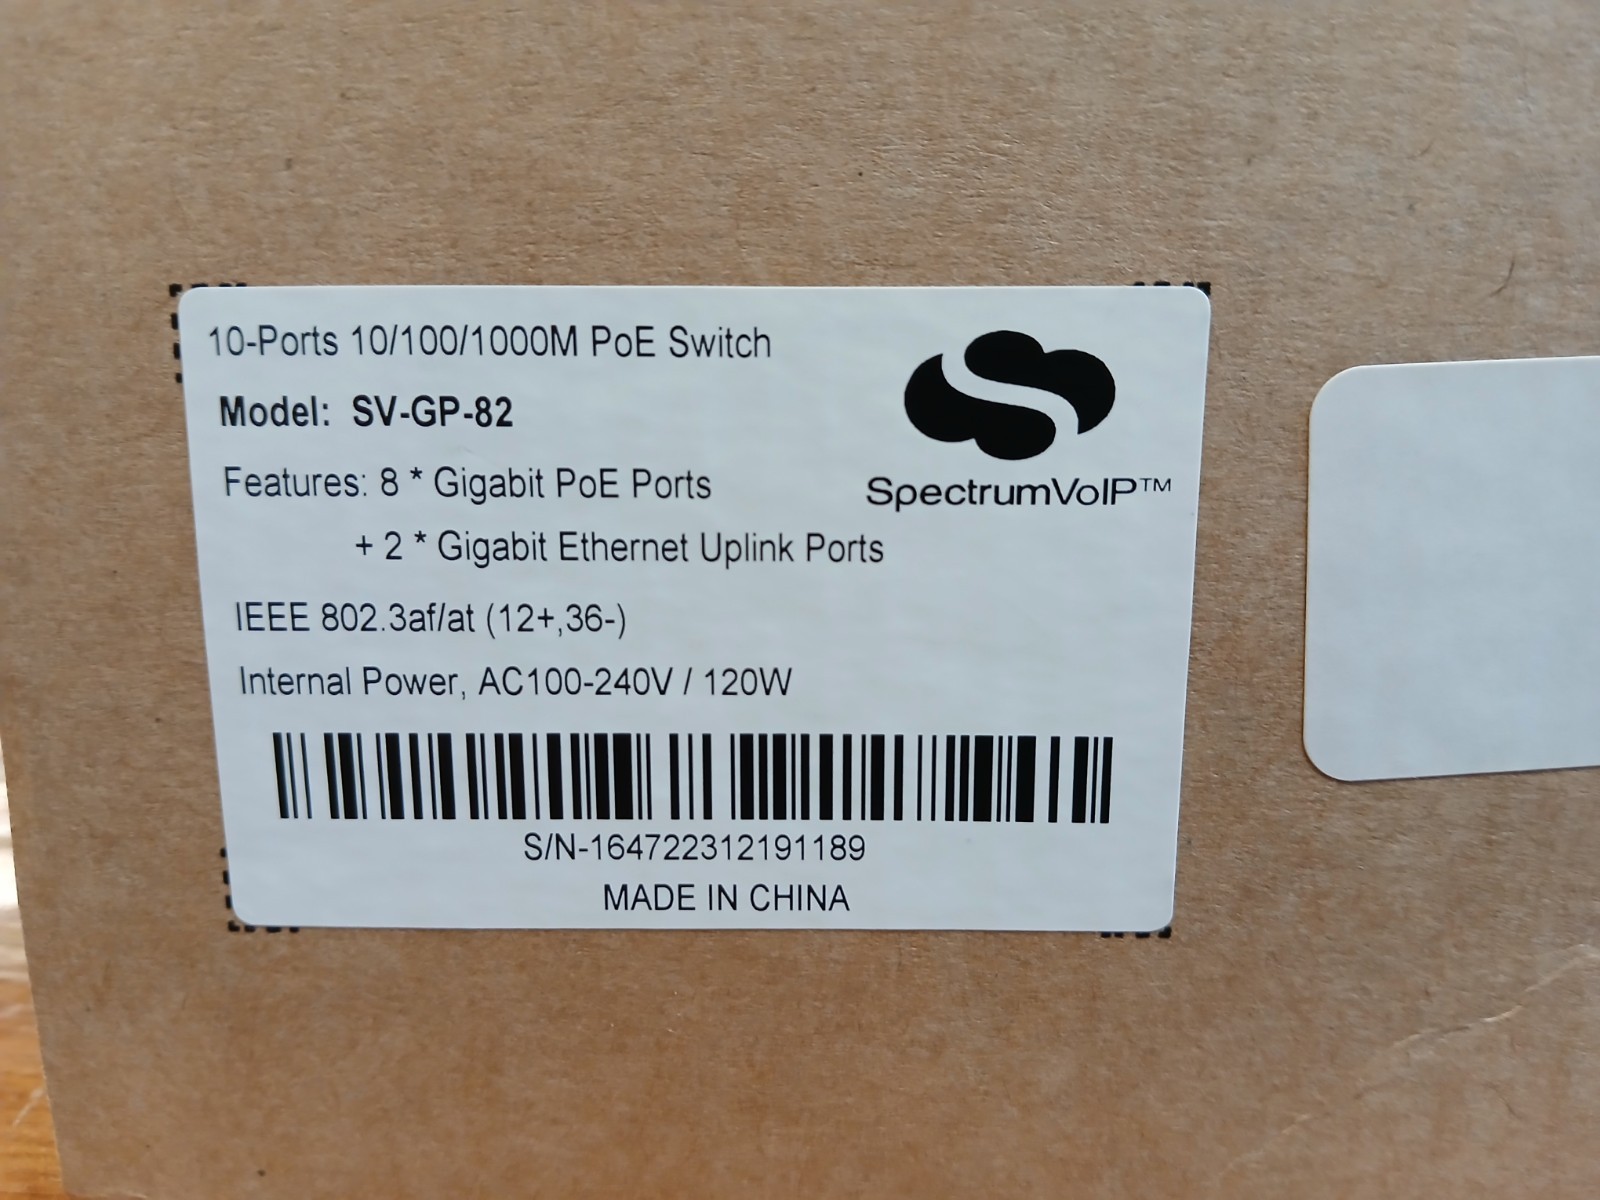 10-Ports 10/100/1000M PoE Switch
Model: SV-GP-82
Features: 8 * Gigabit PoE Ports
+ 2 * Gigabit Ethernet Uplink Ports
SpectrumVoIP™
IEEE 802.3af/at (12+,36-)
Internal Power, AC100-240V / 120W
S/N-164722312191189
MADE IN CHINA